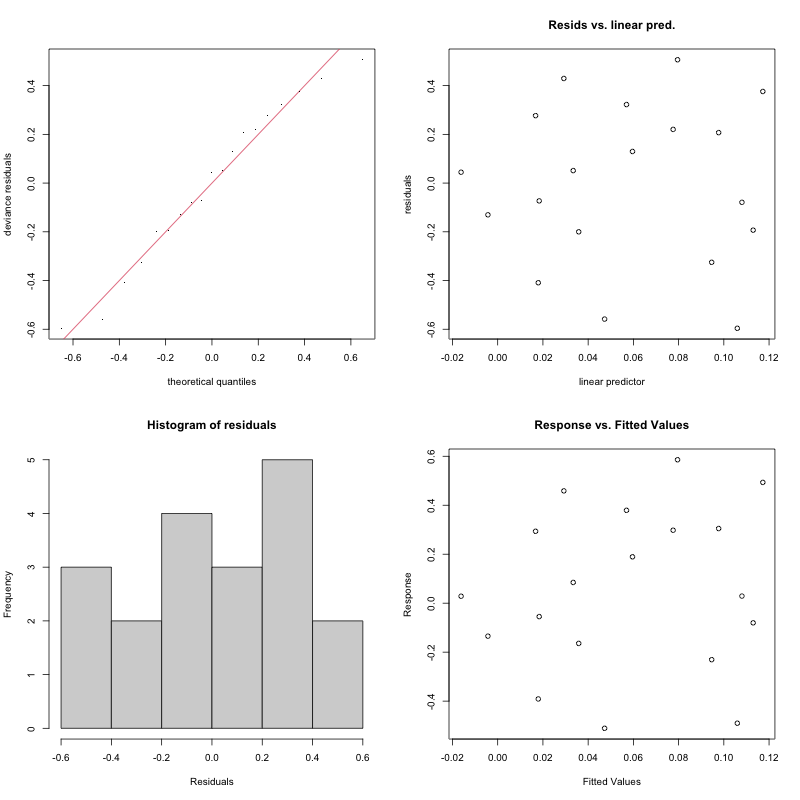 deviance residuals
0.4
0.2
0.0
-0.2
-0.4
-0.6
-0.6 -0.4 -0.2 0.0 0.2 0.4 0.6
theoretical quantiles
Resids vs. linear pred.
residuals
0.4
0.2
0.0
-0.2
-0.4
-0.6
-0.02 0.00 0.02 0.04 0.06 0.08 0.10 0.12
linear predictor
Histogram of residuals
Frequency
5
4
3
2
1
0
-0.6 -0.4 -0.2 0.0 0.2 0.4 0.6
Residuals
Response vs. Fitted Values
Response
0.6
0.4
0.2
0.0
-0.2
-0.4
-0.02 0.00 0.02 0.04 0.06 0.08 0.10 0.12
Fitted Values